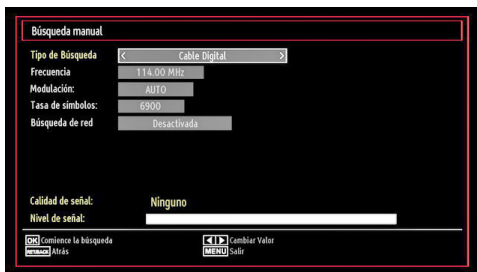 Búsqueda manual
Tipo de Búsqueda < Cable Digital >
Frecuencia 114.00 MHz
Modulación: AUTO
Tasa de símbolos: 6900
Búsqueda de red Desactivada
Calidad de señal: Ninguno
Nivel de señal:
OK Comience la búsqueda Cambiar Valor
RET/BACK Atrás MENU Salir